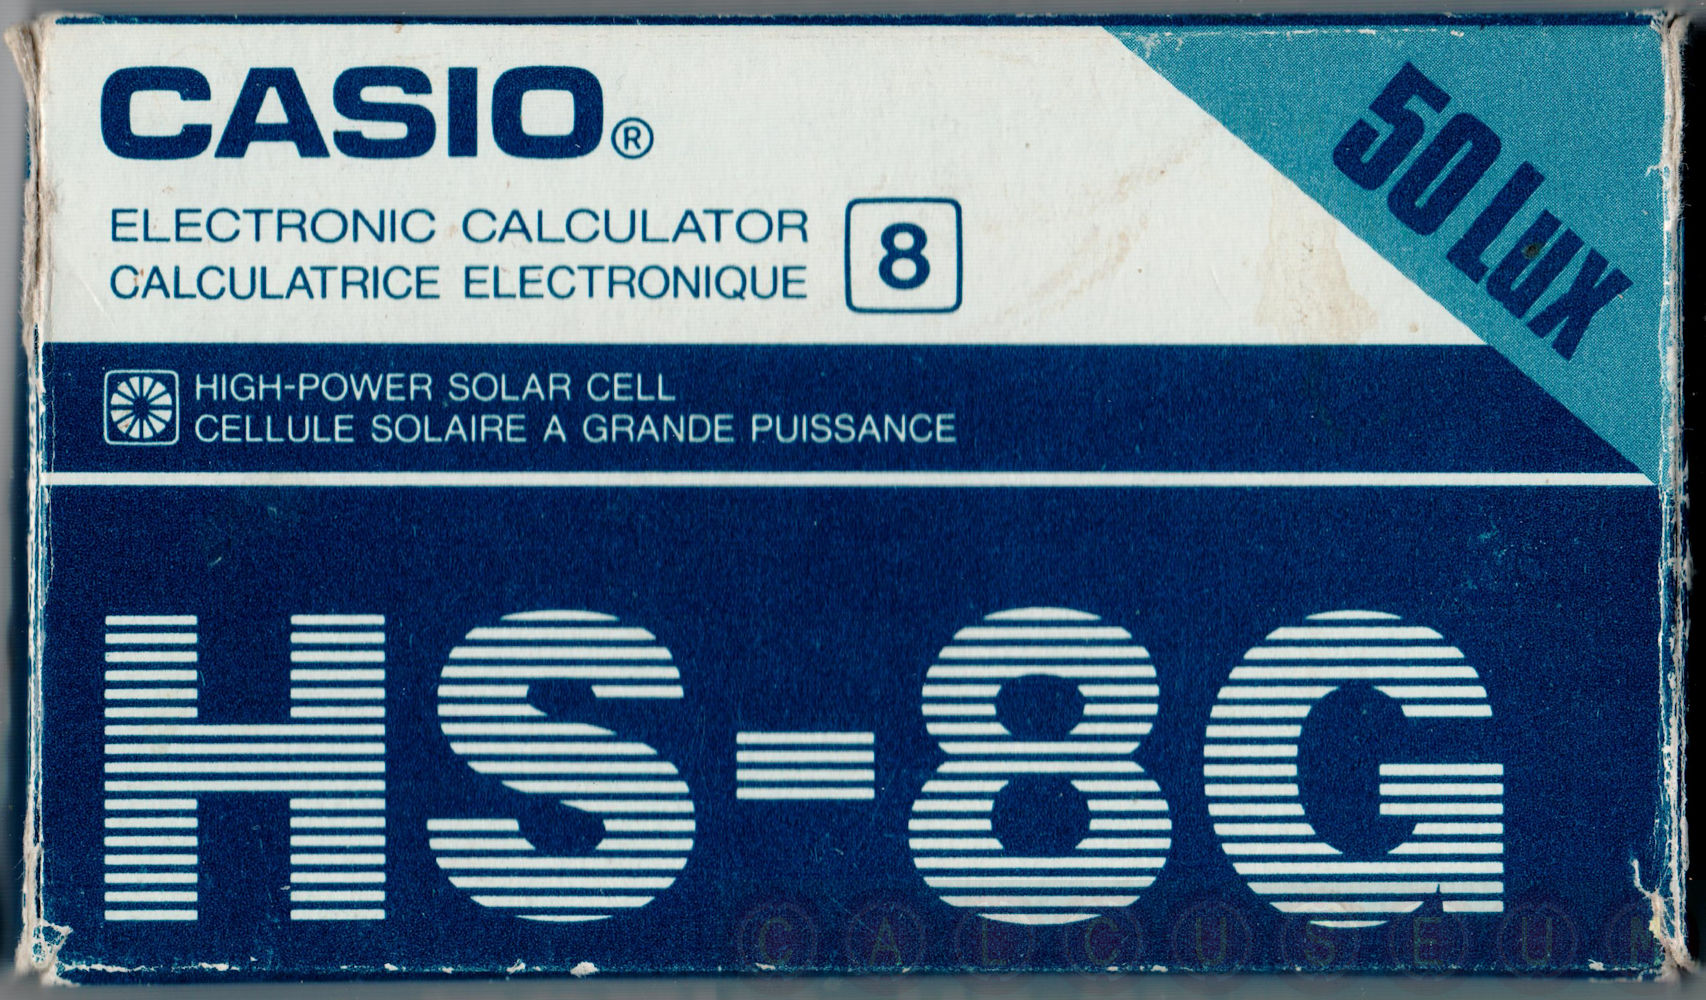 CASIO®
ELECTRONIC CALCULATOR
CALCULATRICE ELECTRONIQUE
8
50 Lux
HIGH-POWER SOLAR CELL
CELLULE SOLAIRE A GRANDE PUISSANCE
HS-8G
CALCUSEUM